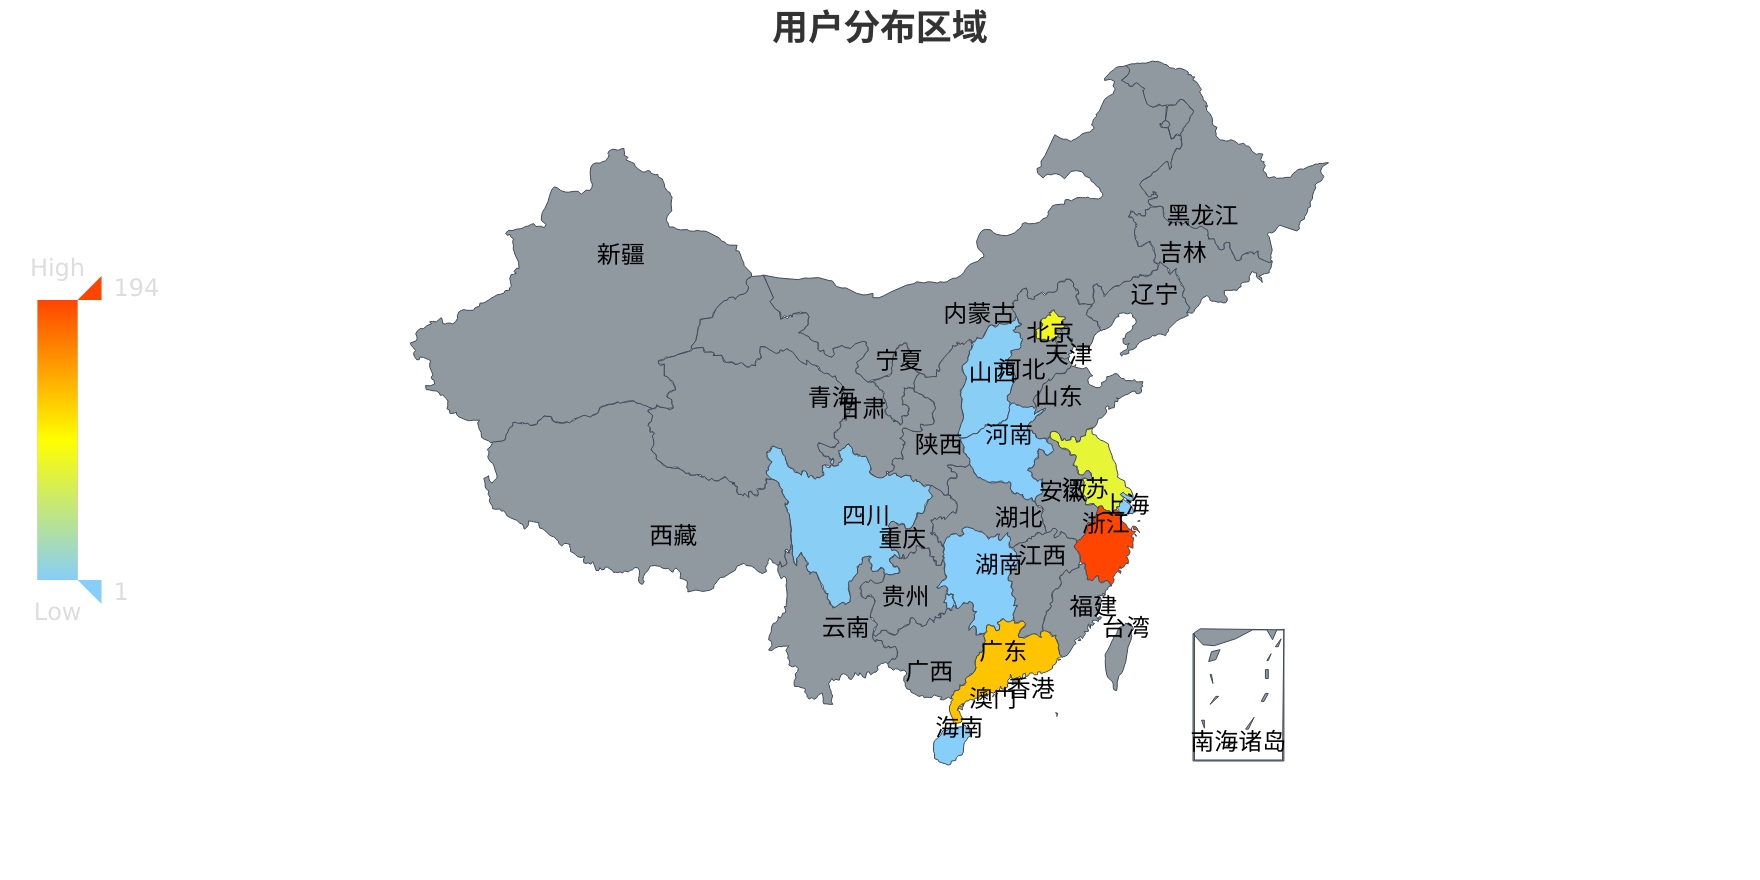 用户分布区域
High
194
1
Low
黑龙江
吉林
新疆
辽宁
内蒙古
北京
天津
宁夏
山西
河北
青海
甘肃
山东
河南
陕西
安徽
江苏
上海
四川
湖北
浙江
重庆
西藏
湖南
江西
贵州
福建
云南
台湾
广东
广西
香港
澳门
海南
南海诸岛